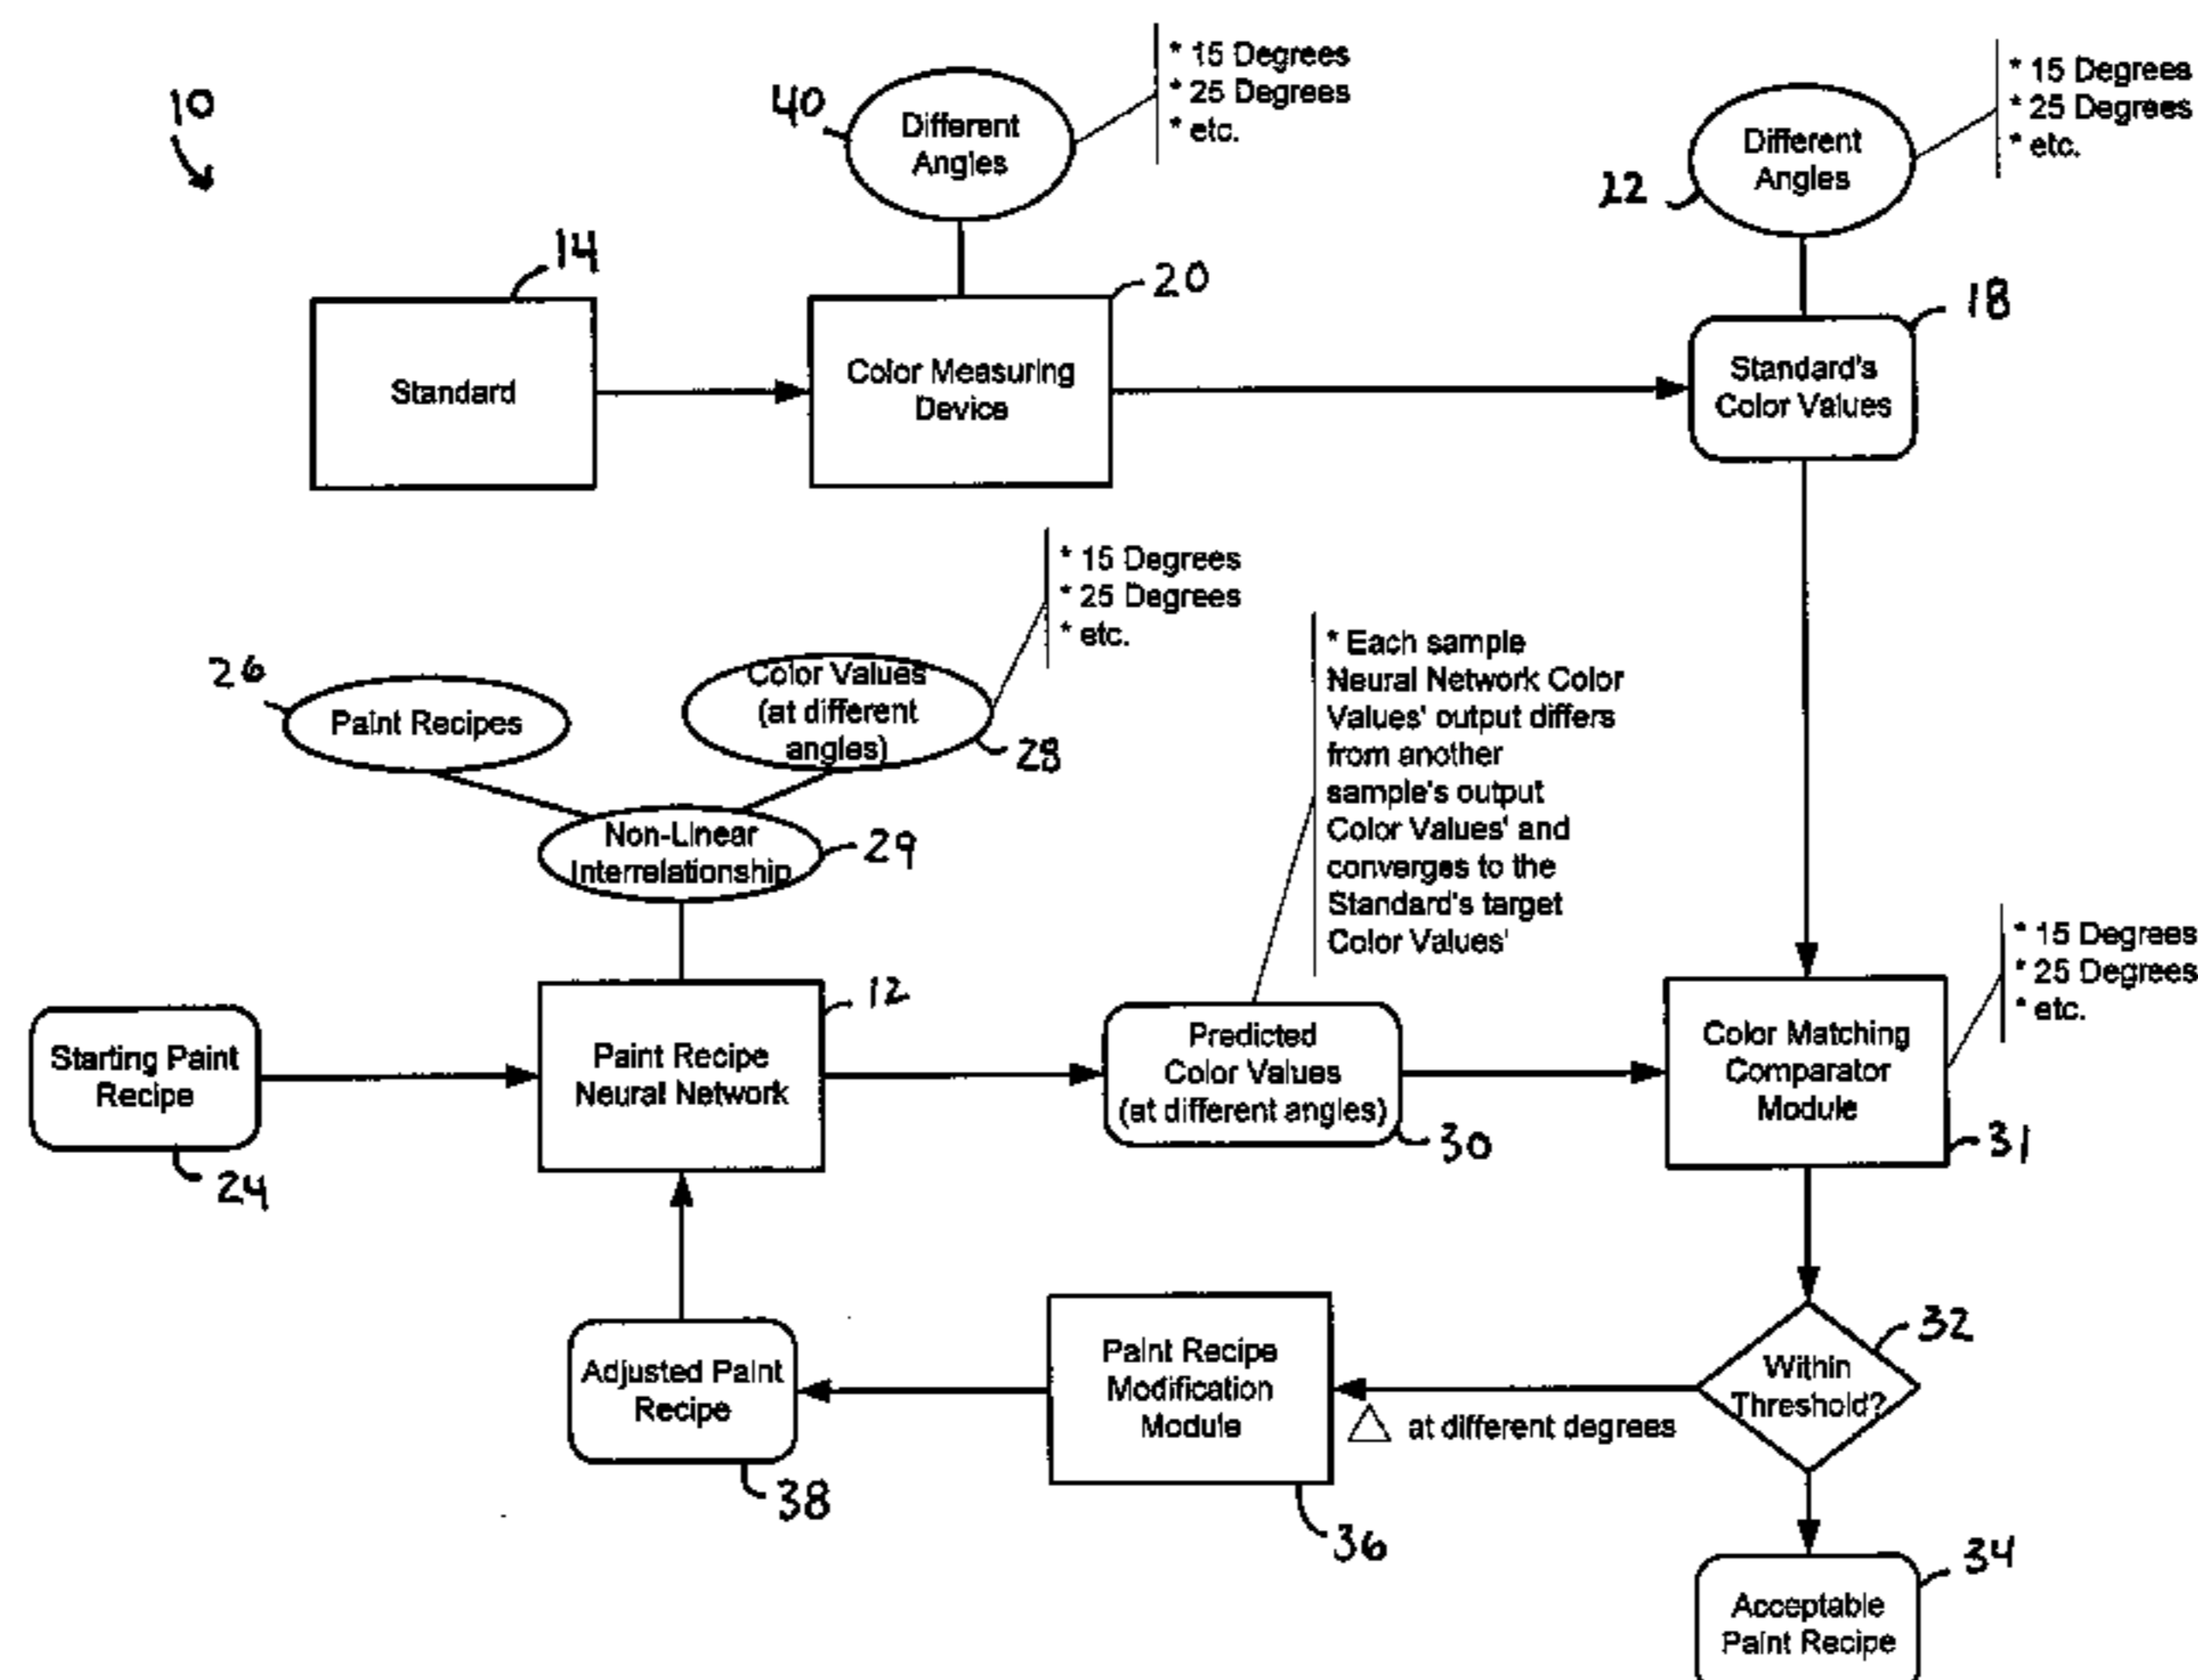 10
40
Different
Angles
* 15 Degrees
* 25 Degrees
* etc.
22
Different
Angles
* 15 Degrees
* 25 Degrees
* etc.
14
Standard
20
Color Measuring
Device
18
Standard's
Color Values
26
Paint Recipes
Color Values
(at different
angles)
28
* 15 Degrees
* 25 Degrees
* etc.
Non-Linear
Interrelationship
29
* Each sample
Neural Network Color
Values' output differs
from another
sample's output
Color Values' and
converges to the
Standard's target
Color Values'
Starting Paint
Recipe
24
Paint Recipe
Neural Network
12
Predicted
Color Values
(at different angles)
30
Color Matching
Comparator
Module
31
* 15 Degrees
* 25 Degrees
* etc.
Within
Threshold?
32
△ at different degrees
Paint Recipe
Modification
Module
36
Adjusted Paint
Recipe
38
Acceptable
Paint Recipe
34